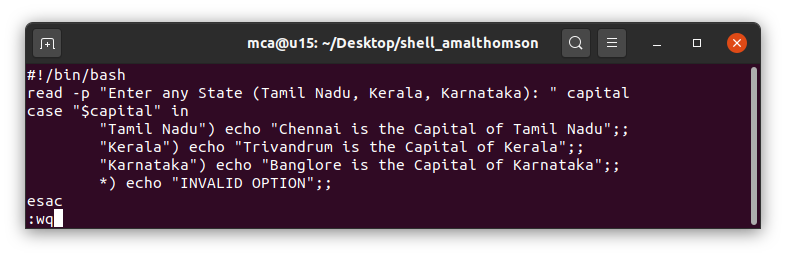 mca@u15: ~/Desktop/shell_amalthomson
#!/bin/bash
read -p "Enter any State (Tamil Nadu, Kerala, Karnataka): " capital
case "$capital" in
        "Tamil Nadu") echo "Chennai is the Capital of Tamil Nadu";;
        "Kerala") echo "Trivandrum is the Capital of Kerala";;
        "Karnataka") echo "Banglore is the Capital of Karnataka";;
        *) echo "INVALID OPTION";;
esac
:wq